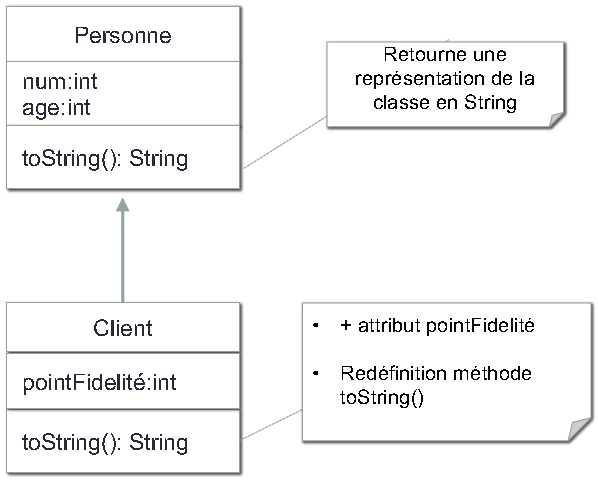 Personne
num:int
age:int
toString(): String
Retourne une
représentation de la
classe en String
Client
pointFidelité:int
toString(): String
• + attribut pointFidelité
• Redéfinition méthode
toString()